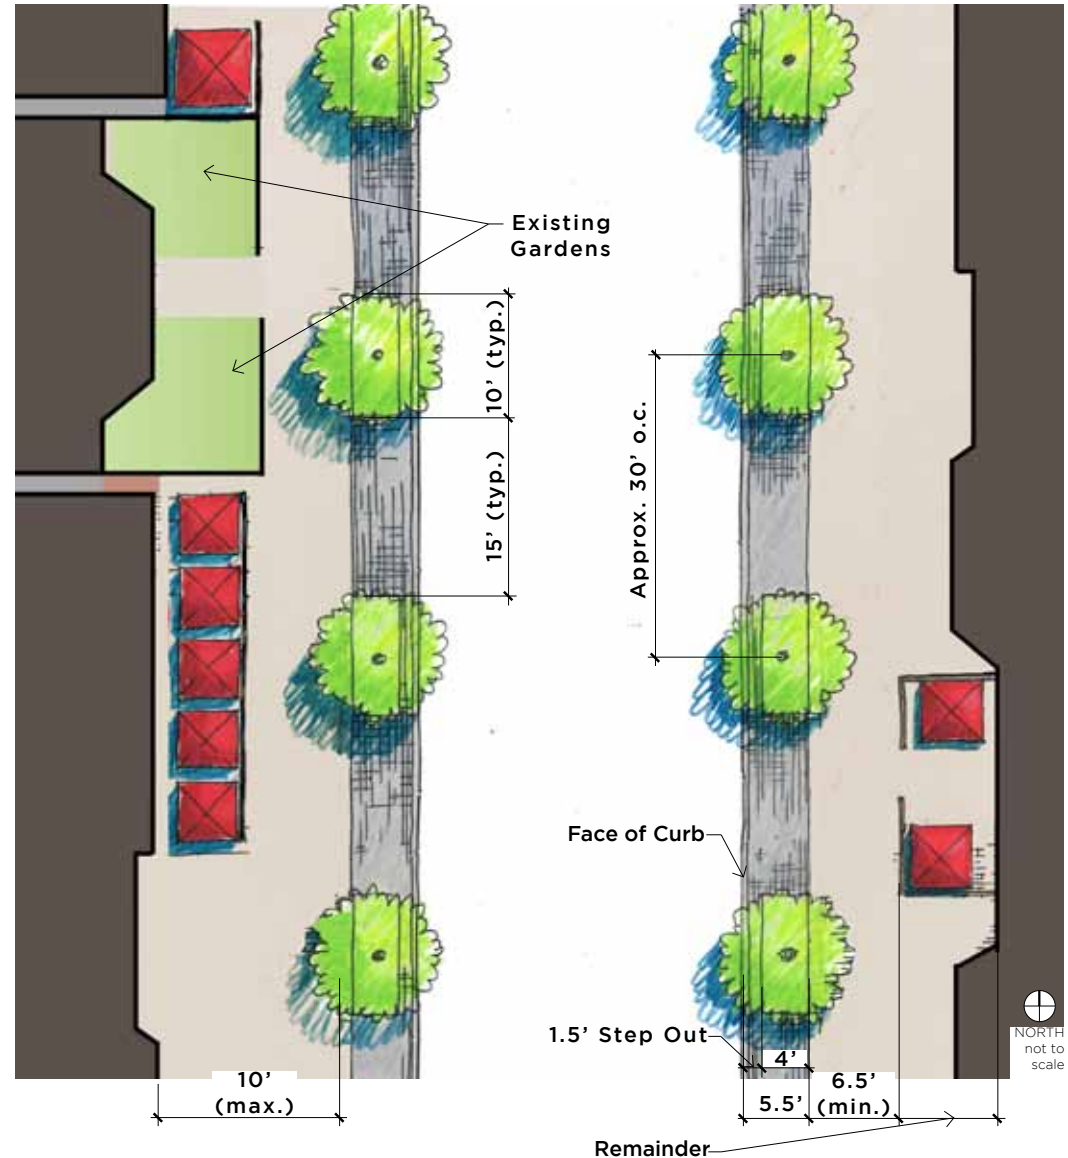 Existing
Gardens
10' (typ.)
15' (typ.)
Approx. 30' o.c.
Face of Curb
1.5' Step Out
4'
5.5'
6.5'
(min.)
10'
(max.)
Remainder
NORTH
not to
scale